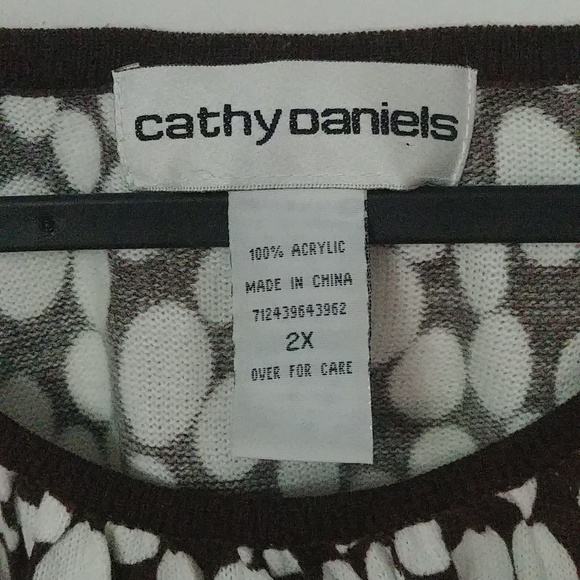 cathy Daniels
100% ACRYLIC
MADE IN CHINA
712439643962
2X
OVER FOR CARE